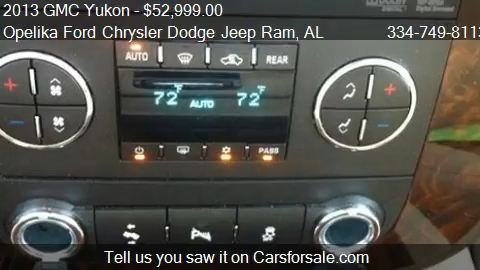 2013 GMC Yukon - $52,999.00
Opelika Ford Chrysler Dodge Jeep Ram, AL 334-749-8113
AUTO REAR
72°F AUTO 72°F
PASS
Tell us you saw it on Carsforsale.com